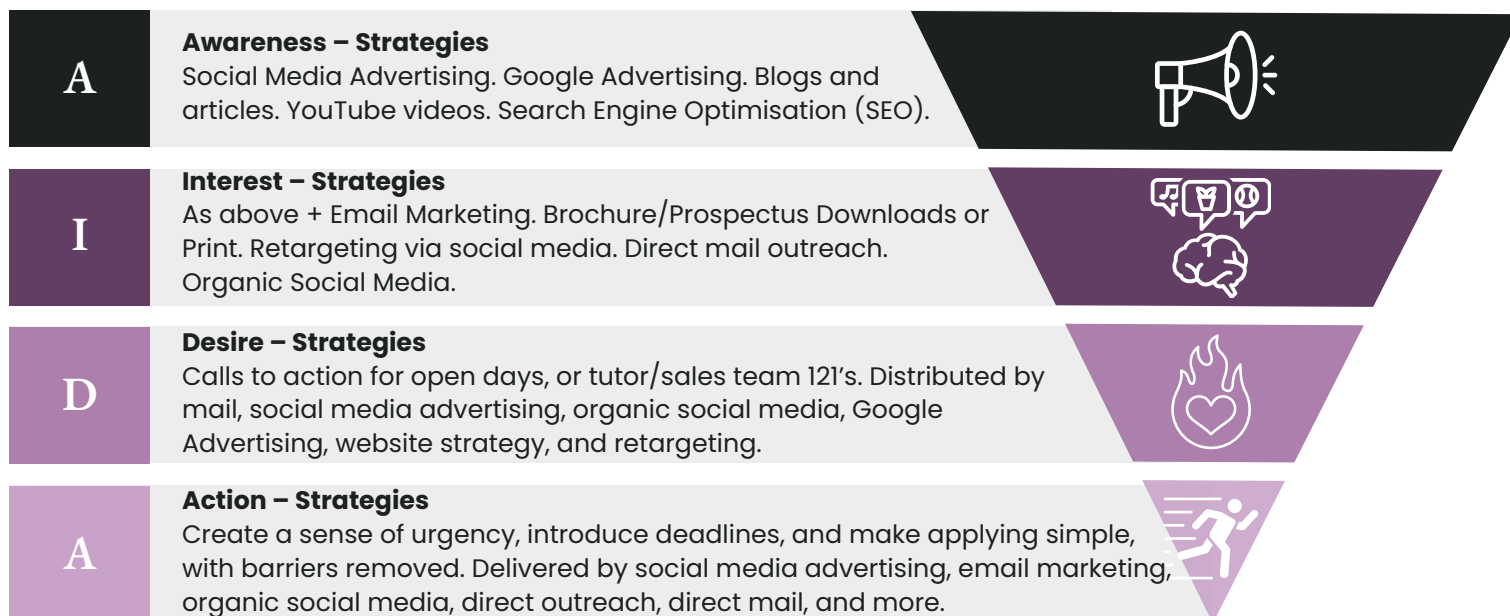 A
Awareness – Strategies
Social Media Advertising. Google Advertising. Blogs and
articles. YouTube videos. Search Engine Optimisation (SEO).
I
Interest – Strategies
As above + Email Marketing. Brochure/Prospectus Downloads or
Print. Retargeting via social media. Direct mail outreach.
Organic Social Media.
D
Desire – Strategies
Calls to action for open days, or tutor/sales team 121’s. Distributed by
mail, social media advertising, organic social media, Google
Advertising, website strategy, and retargeting.
A
Action – Strategies
Create a sense of urgency, introduce deadlines, and make applying simple,
with barriers removed. Delivered by social media advertising, email marketing,
organic social media, direct outreach, direct mail, and more.